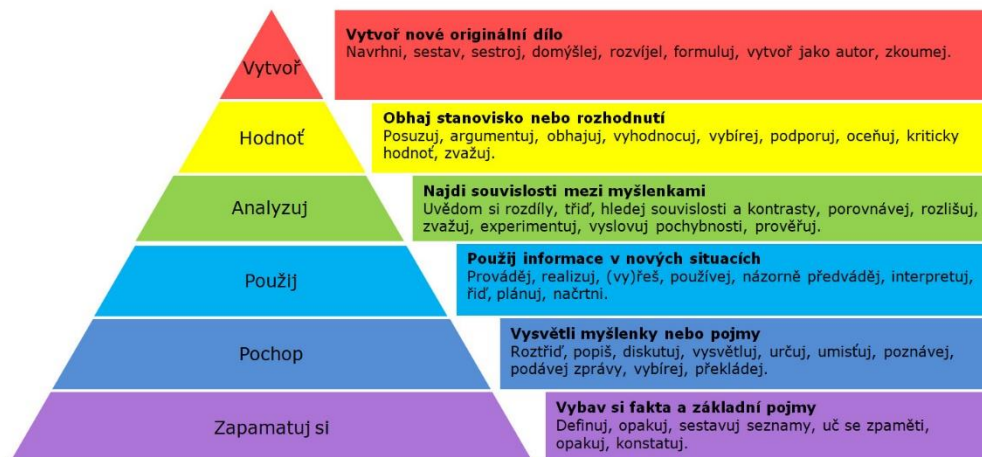 Vytvoř
Vytvoř nové originální dílo
Navrhni, sestav, sestroj, domýšlej, rozvíjel, formuluj, vytvoř jako autor, zkoumej.
Hodnoť
Obhaj stanovisko nebo rozhodnutí
Posuzuj, argumentuj, obhajuj, vyhodnocuj, vybírej, podporuj, oceňuj, kriticky
hodnoť, zvažuj.
Analyzuj
Najdi souvislosti mezi myšlenkami
Uvědom si rozdíly, třiď, hledej souvislosti a kontrasty, porovnávej, rozlišuj,
zvažuj, experimentuj, vyslovuj pochybnosti, prověřuj.
Použij
Použij informace v nových situacích
Prováděj, realizuj, (vy)řeš, používej, názorně předváděj, interpretuj,
řiď, plánuj, načrtni.
Pochop
Vysvětli myšlenky nebo pojmy
Roztřiď, popiš, diskutuj, vysvětluj, určuj, umisťuj, poznávej,
podávej zprávy, vybírej, překládej.
Zapamatuj si
Vybav si fakta a základní pojmy
Definuj, opakuj, sestavuj seznamy, uč se zpaměti,
opakuj, konstatuj.